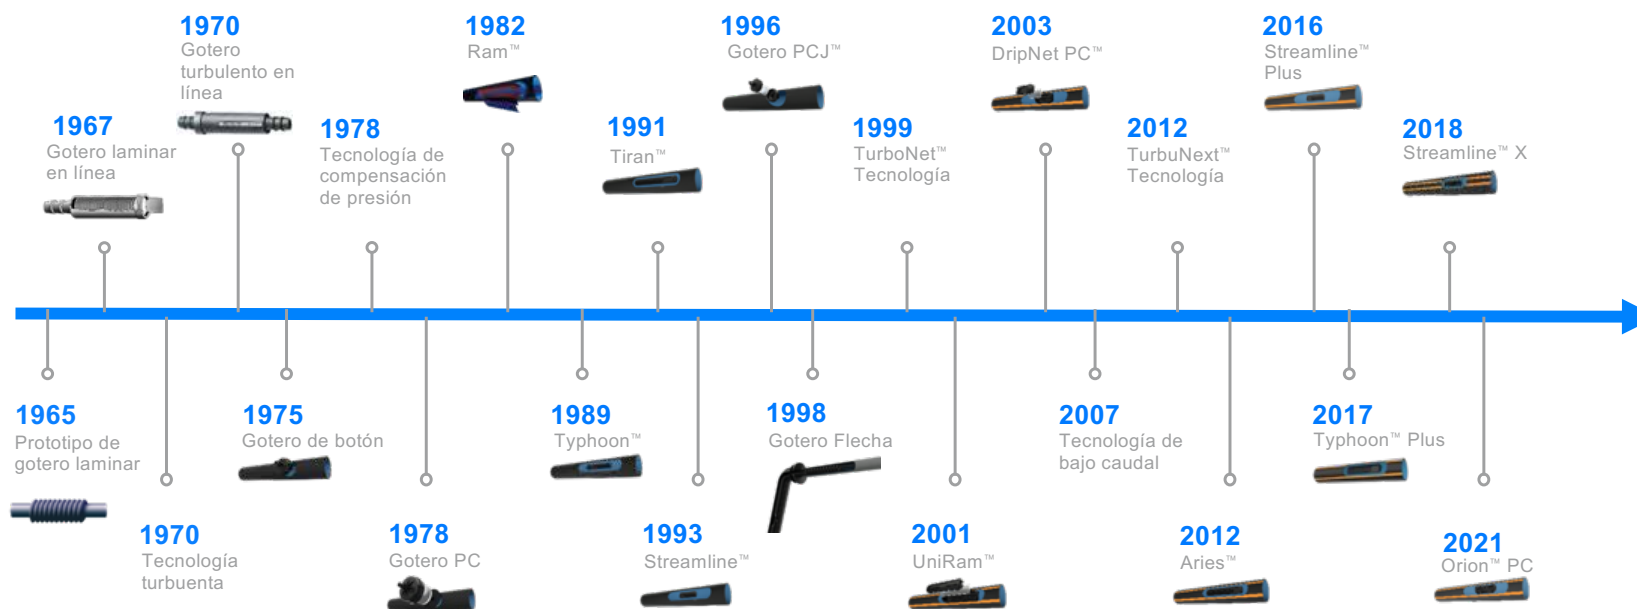 1970
Gotero
turbulento en
línea
1982
Ram™
1996
Gotero PCJ™
2003
DripNet PC™
2016
Streamline™
Plus
1967
Gotero laminar
en línea
1978
Tecnología de
compensación
de presión
1991
Tiran™
1999
TurboNet™
Tecnología
2012
TurbuNext™
Tecnología
2018
Streamline™ X
1965
Prototipo de
gotero laminar
1975
Gotero de botón
1989
Typhoon™
1998
Gotero Flecha
2007
Tecnología de
bajo caudal
2017
Typhoon™ Plus
1970
Tecnología
turbuenta
1978
Gotero PC
1993
Streamline™
2001
UniRam™
2012
Aries™
2021
Orion™ PC